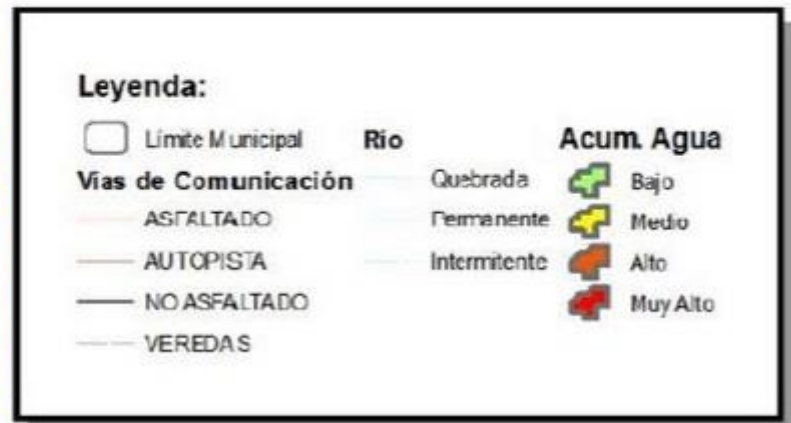 Leyenda:
Límite Municipal
Vías de Comunicación
ASFALTADO
AUTOPISTA
NO ASFALTADO
VEREDAS
Río
Quebrada
Permanente
Intermitente
Acum. Agua
Bajo
Medio
Alto
Muy Alto